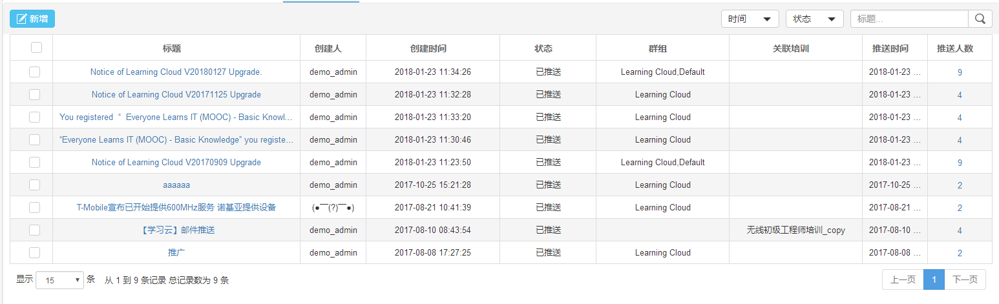 新增 时间 状态 标题...
标题 创建人 创建时间 状态 群组 关联培训 推送时间 推送人数
Notice of Learning Cloud V20180127 Upgrade. demo_admin 2018-01-23 11:34:26 已推送 Learning Cloud,Default 2018-01-23 ... 9
Notice of Learning Cloud V20171125 Upgrade demo_admin 2018-01-23 11:32:28 已推送 Learning Cloud 2018-01-23 ... 4
You registered “ Everyone Learns IT (MOOC) - Basic Knowl... demo_admin 2018-01-23 11:33:20 已推送 Learning Cloud 2018-01-23 ... 4
“Everyone Learns IT (MOOC) - Basic Knowledge” you registe... demo_admin 2018-01-23 11:30:46 已推送 Learning Cloud 2018-01-23 ... 4
Notice of Learning Cloud V20170909 Upgrade demo_admin 2018-01-23 11:23:50 已推送 Learning Cloud,Default 2018-01-23 ... 9
aaaaaa demo_admin 2017-10-25 15:21:28 已推送 Learning Cloud 2017-10-25 ... 2
T-Mobile宣布已开始提供600MHz服务 诺基亚提供设备 (●￣(?)￣●) 2017-08-21 10:41:39 已推送 Learning Cloud 2017-08-21 ... 2
【学习云】邮件推送 demo_admin 2017-08-10 08:43:54 已推送 无线初级工程师培训_copy 2017-08-10 ... 4
推广 demo_admin 2017-08-08 17:27:25 已推送 Learning Cloud 2017-08-08 ... 2
显示 15 条 从 1 到 9 条记录 总记录数为 9 条 上一页 1 下一页